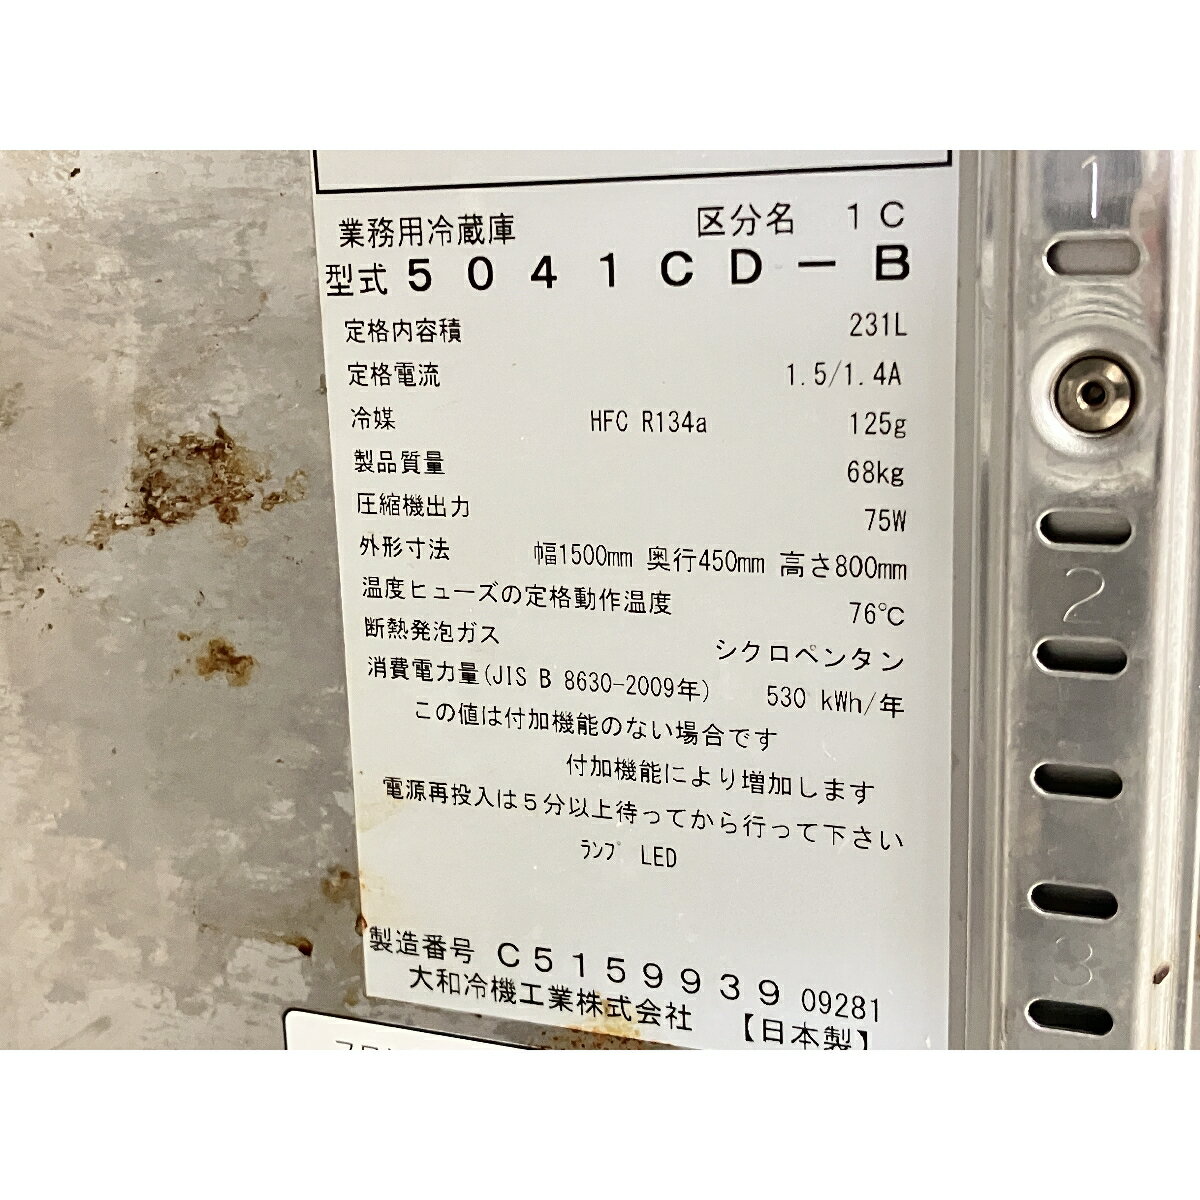 業務用冷蔵庫 区分名 1C
型式 5041CD-B
定格内容積 231L
定格電流 1.5/1.4A
冷媒 HFC R134a 125g
製品質量 68kg
圧縮機出力 75W
外形寸法 幅1500mm 奥行450mm 高さ800mm
温度ヒューズの定格動作温度 76℃
断熱発泡ガス シクロペンタン
消費電力量(JIS B 8630-2009年) 530 kWh/年
この値は付加機能のない場合です
付加機能により増加します
電源再投入は5分以上待ってから行って下さい
ﾗﾝﾌﾟ LED
製造番号 C5159939 09281
大和冷機工業株式会社 【日本製】
1
2
3